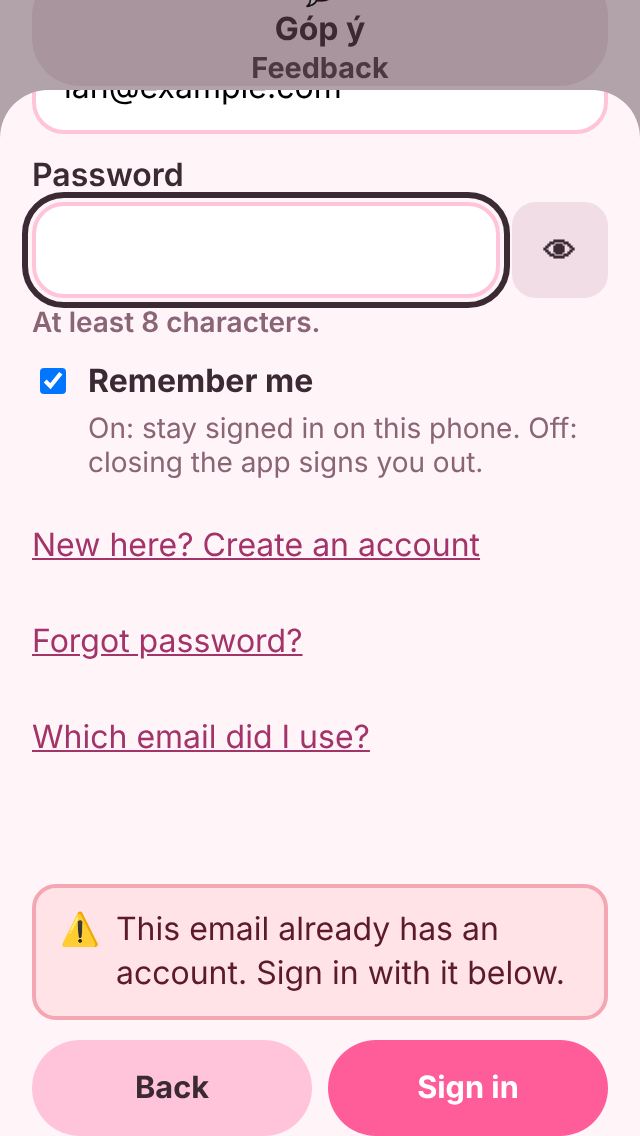 Góp ý
Feedback
Password
At least 8 characters.
Remember me
On: stay signed in on this phone. Off:
closing the app signs you out.
New here? Create an account
Forgot password?
Which email did I use?
This email already has an
account. Sign in with it below.
Back
Sign in